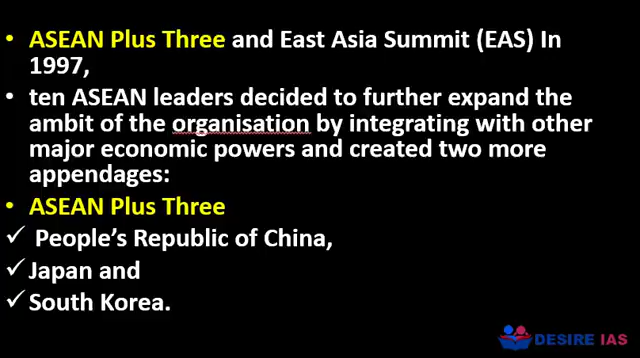 • ASEAN Plus Three and East Asia Summit (EAS) In
1997,
• ten ASEAN leaders decided to further expand the
ambit of the organisation by integrating with other
major economic powers and created two more
appendages:
• ASEAN Plus Three
✓ People's Republic of China,
✓ Japan and
✓ South Korea.
DESIRE IAS